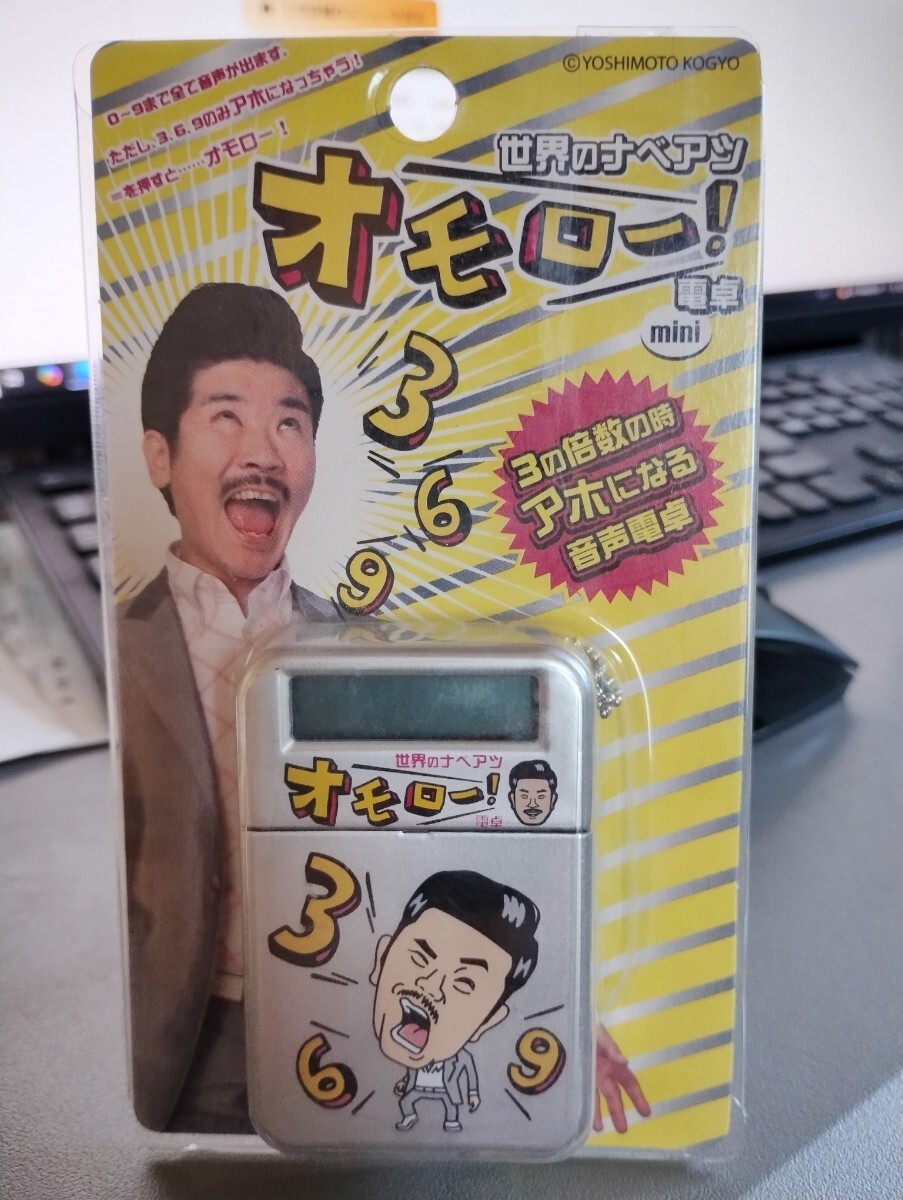 ©YOSHIMOTO KOGYO
0～9まで全て音声が出ます。
ただし、3,6,9のみアホになっちゃう！
＝を押すと……オモロー！
世界のナベアツ
オモロー！
電卓
mini
3
6
9
3の倍数の時
アホになる
音声電卓
世界のナベアツ
オモロー！
電卓
3
6
9